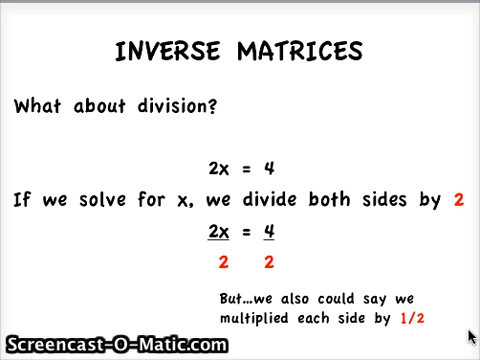 INVERSE MATRICES
What about division?
2x = 4
If we solve for x, we divide both sides by 2
2x = 4
2 2
But...we also could say we
multiplied each side by 1/2
Screencast-O-Matic.com